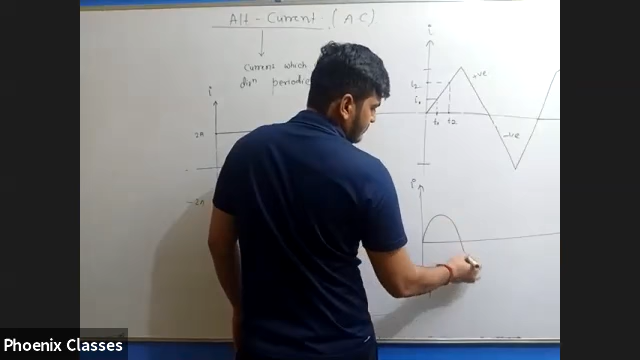 Alt - Current. (AC)
Current which
dirⁿ periodic
i
2A
-2A
i
i2
i1
t1 t2
+ve
-ve
i
Phoenix Classes